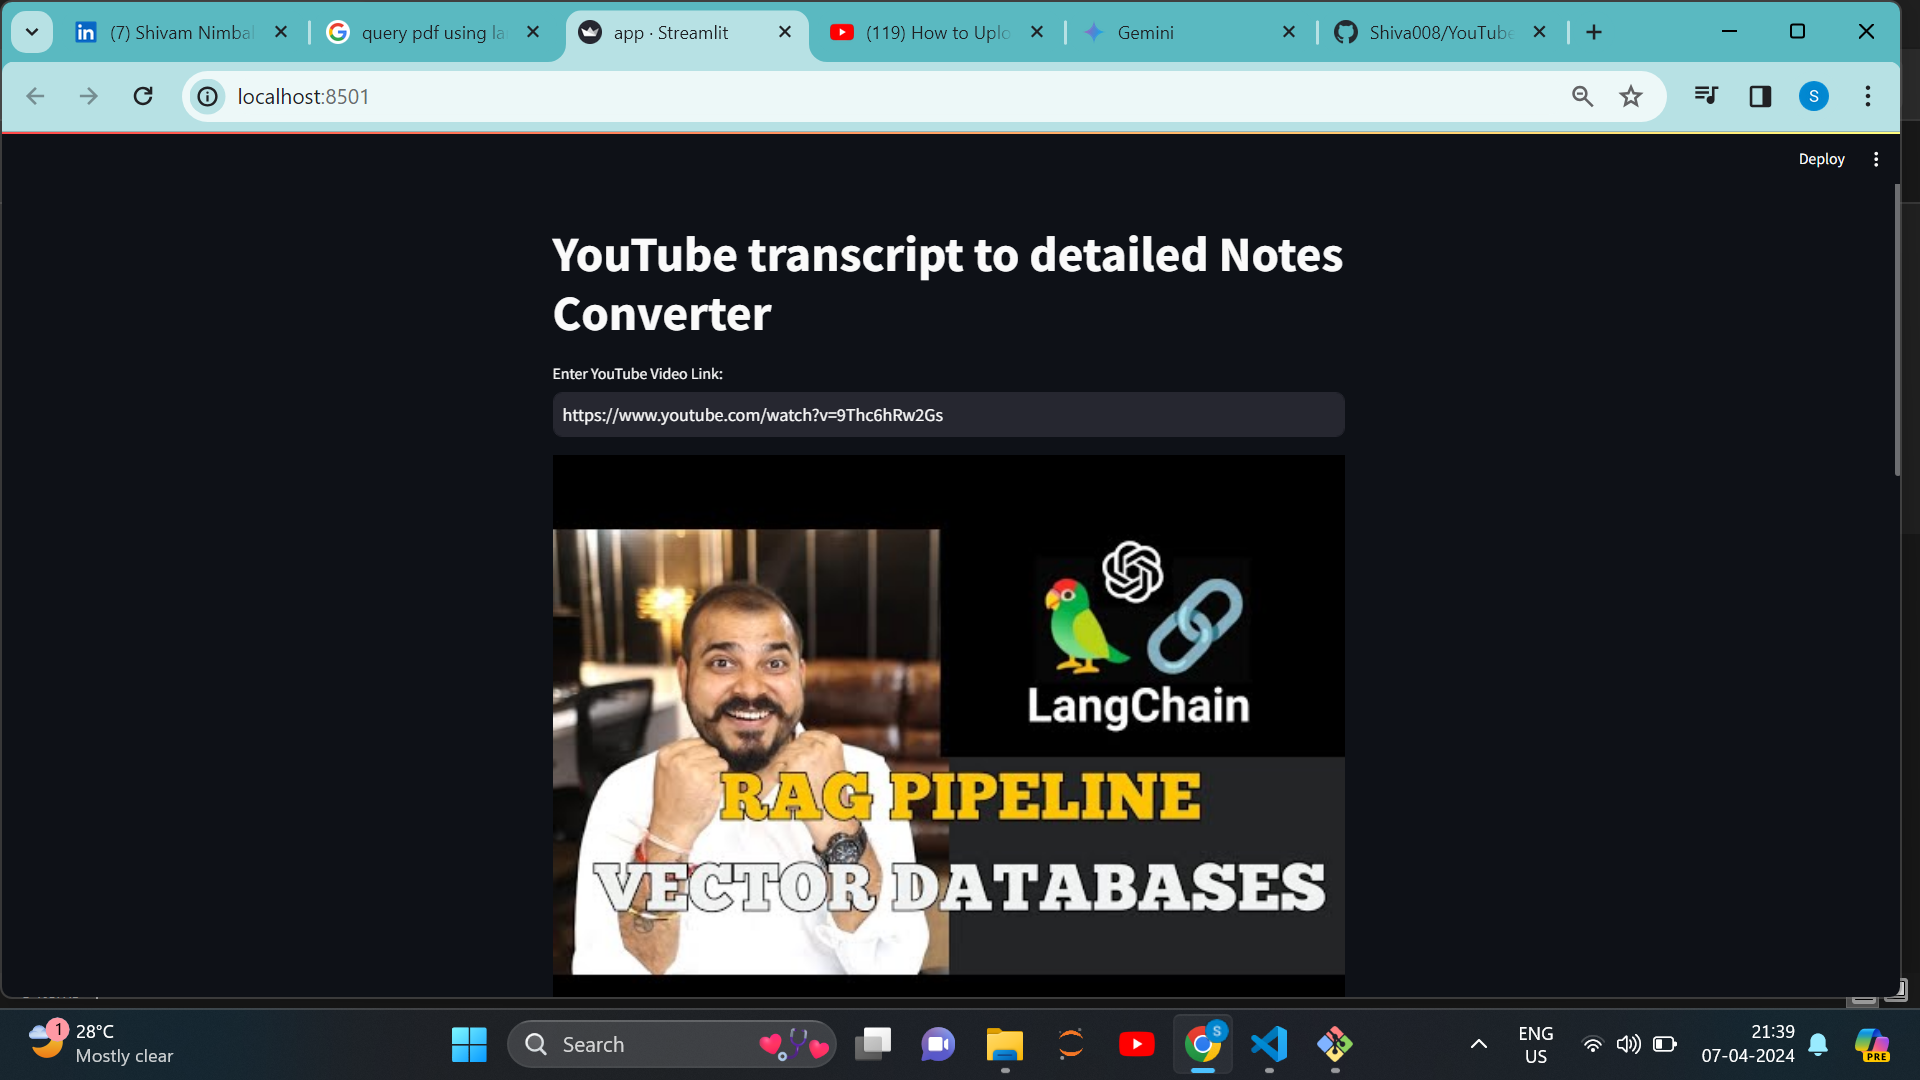 (7) Shivam Nimbal
query pdf using la
app · Streamlit
(119) How to Uplo
Gemini
Shiva008/YouTube
localhost:8501
S
Deploy
YouTube transcript to detailed Notes
Converter
Enter YouTube Video Link:
https://www.youtube.com/watch?v=9Thc6hRw2Gs
LangChain
RAG PIPELINE
VECTOR DATABASES
1
28°C
Mostly clear
Search
S
ENG
US
21:39
07-04-2024
PRE